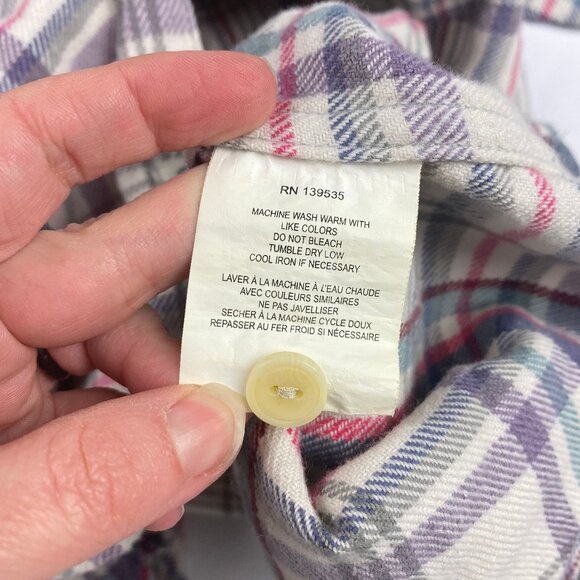 RN 139535
MACHINE WASH WARM WITH
LIKE COLORS
DO NOT BLEACH
TUMBLE DRY LOW
COOL IRON IF NECESSARY
LAVER À LA MACHINE À L'EAU CHAUDE
AVEC COULEURS SIMILAIRES
NE PAS JAVELLISER
SECHER À LA MACHINE CYCLE DOUX
REPASSER AU FER FROID SI NÉCESSAIRE